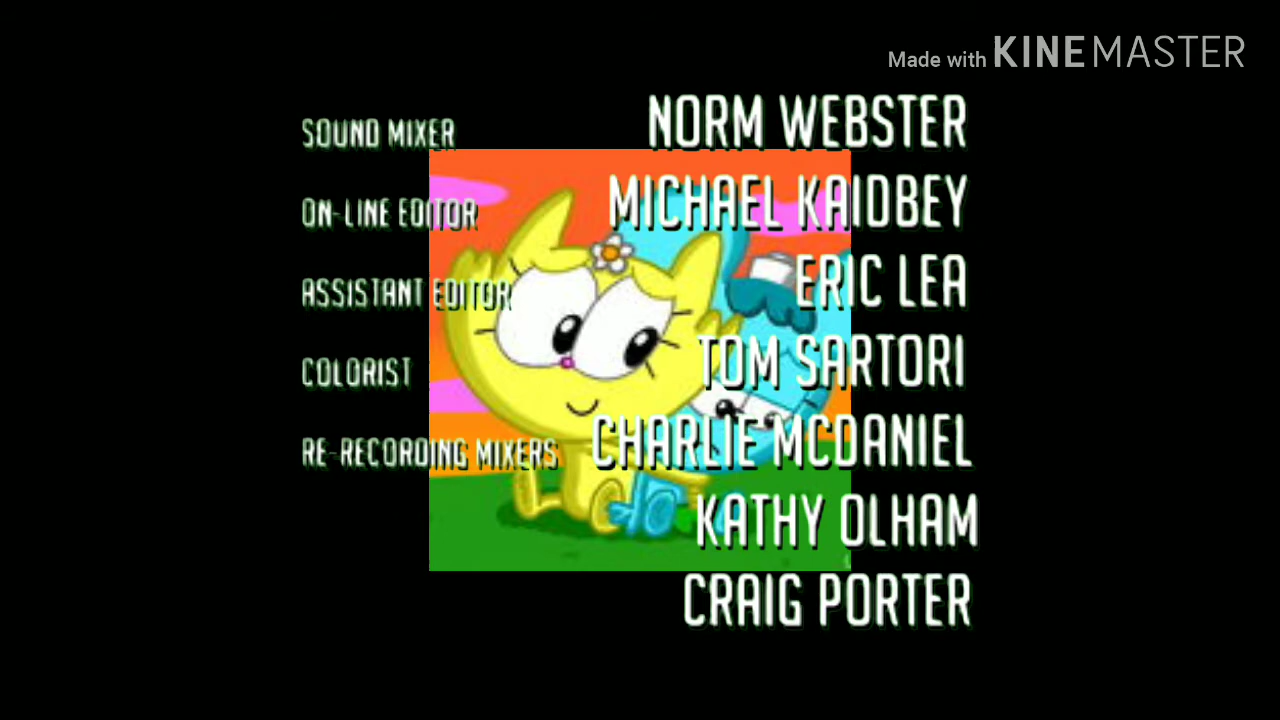 Made with KINEMASTER
SOUND MIXER NORM WEBSTER
ON-LINE EDITOR MICHAEL KAIDBEY
ASSISTANT EDITOR ERIC LEA
COLORIST TOM SARTORI
RE-RECORDING MIXERS CHARLIE MCDANIEL
KATHY OLHAM
CRAIG PORTER